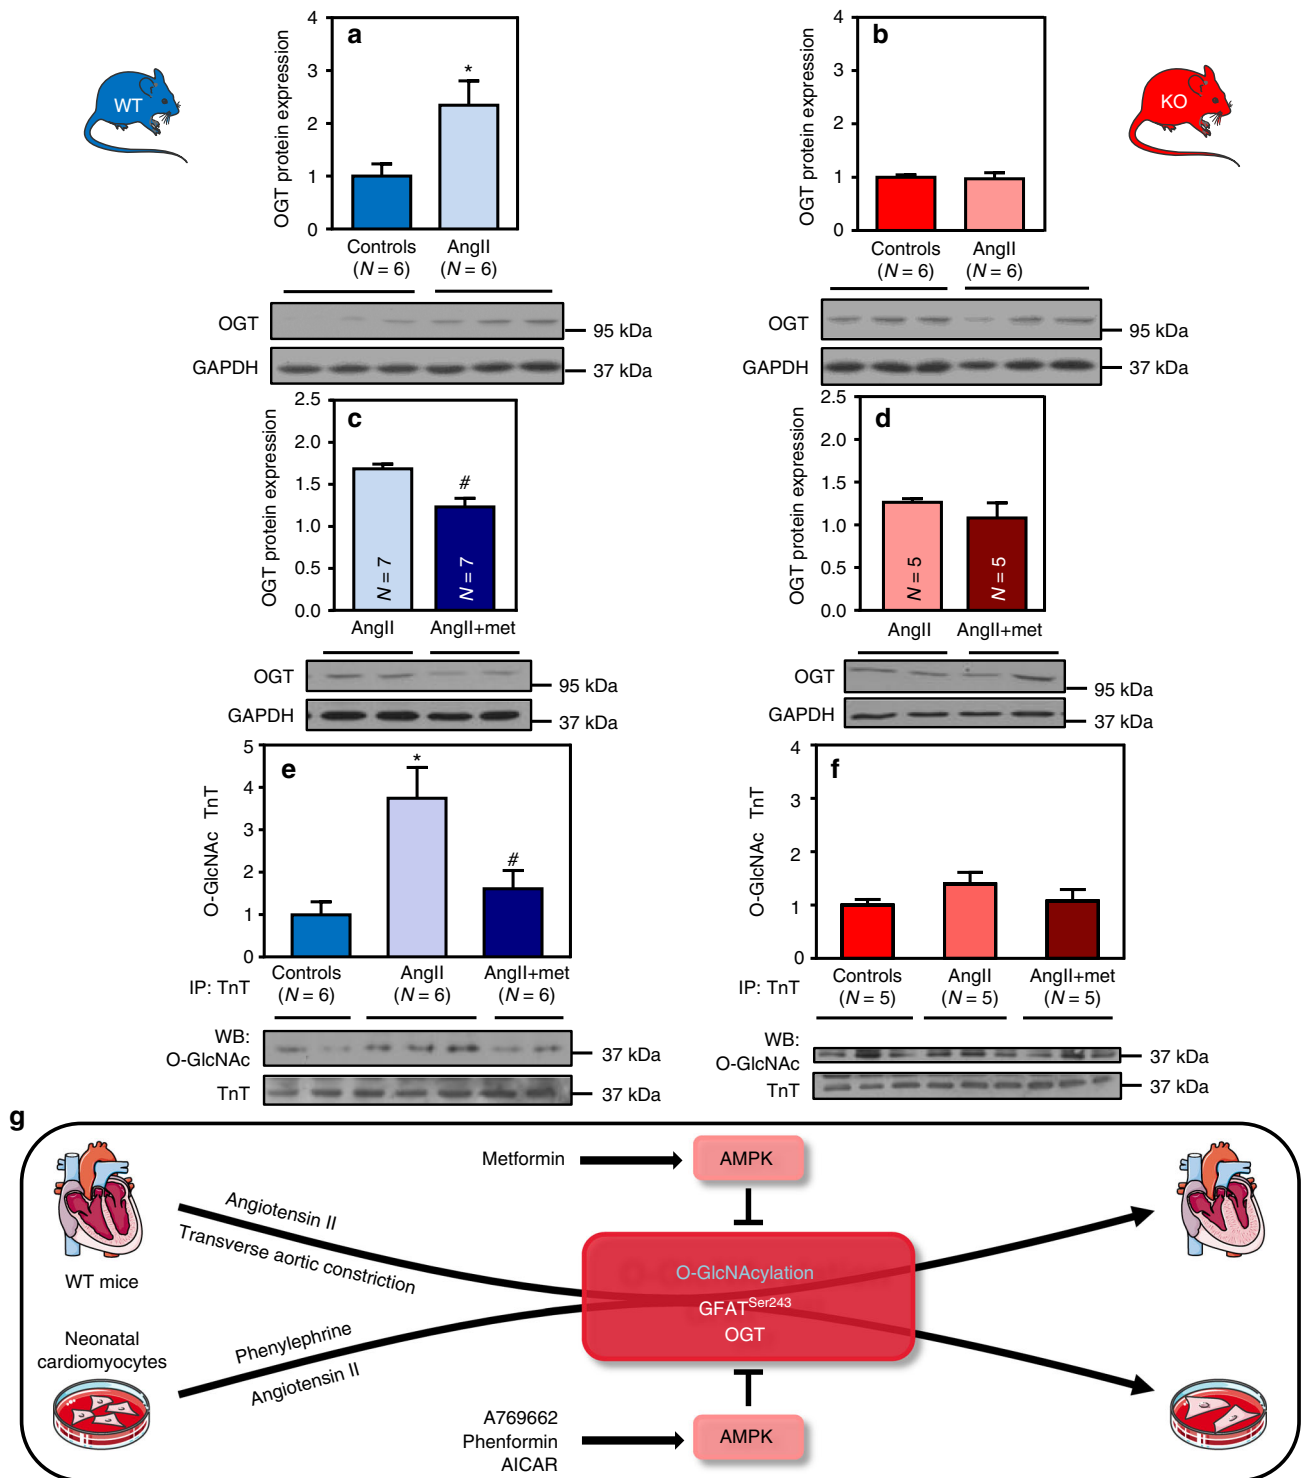 WT
a
OGT protein expression
4
3
2
1
0
*
Controls
(N = 6)
AngII
(N = 6)
OGT
95 kDa
GAPDH
37 kDa
b
OGT protein expression
4
3
2
1
0
Controls
(N = 6)
AngII
(N = 6)
KO
OGT
95 kDa
GAPDH
37 kDa
c
OGT protein expression
2.5
2.0
1.5
1.0
0.5
0.0
#
N = 7
N = 7
AngII
AngII+met
OGT
95 kDa
GAPDH
37 kDa
d
OGT protein expression
2.5
2.0
1.5
1.0
0.5
0.0
N = 5
N = 5
AngII
AngII+met
OGT
95 kDa
GAPDH
37 kDa
e
O-GlcNAc TnT
5
4
3
2
1
0
*
#
Controls
(N = 6)
AngII
(N = 6)
AngII+met
(N = 6)
IP: TnT
WB:
O-GlcNAc
37 kDa
TnT
37 kDa
f
O-GlcNAc TnT
4
3
2
1
0
Controls
(N = 5)
AngII
(N = 5)
AngII+met
(N = 5)
IP: TnT
WB:
O-GlcNAc
37 kDa
TnT
37 kDa
g
Metformin
AMPK
Angiotensin II
Transverse aortic constriction
WT mice
O-GlcNAcylation
GFAT^Ser243
OGT
Neonatal
cardiomyocytes
Phenylephrine
Angiotensin II
A769662
Phenformin
AICAR
AMPK